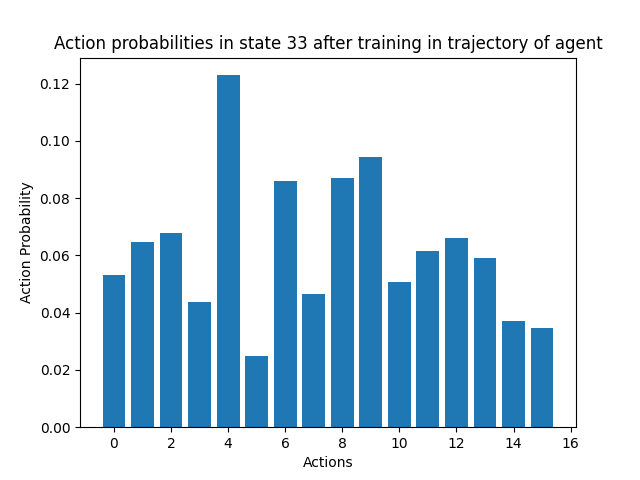 Action probabilities in state 33 after training in trajectory of agent
0.12
0.10
0.08
0.06
0.04
0.02
0.00
Action Probability
0 2 4 6 8 10 12 14 16
Actions